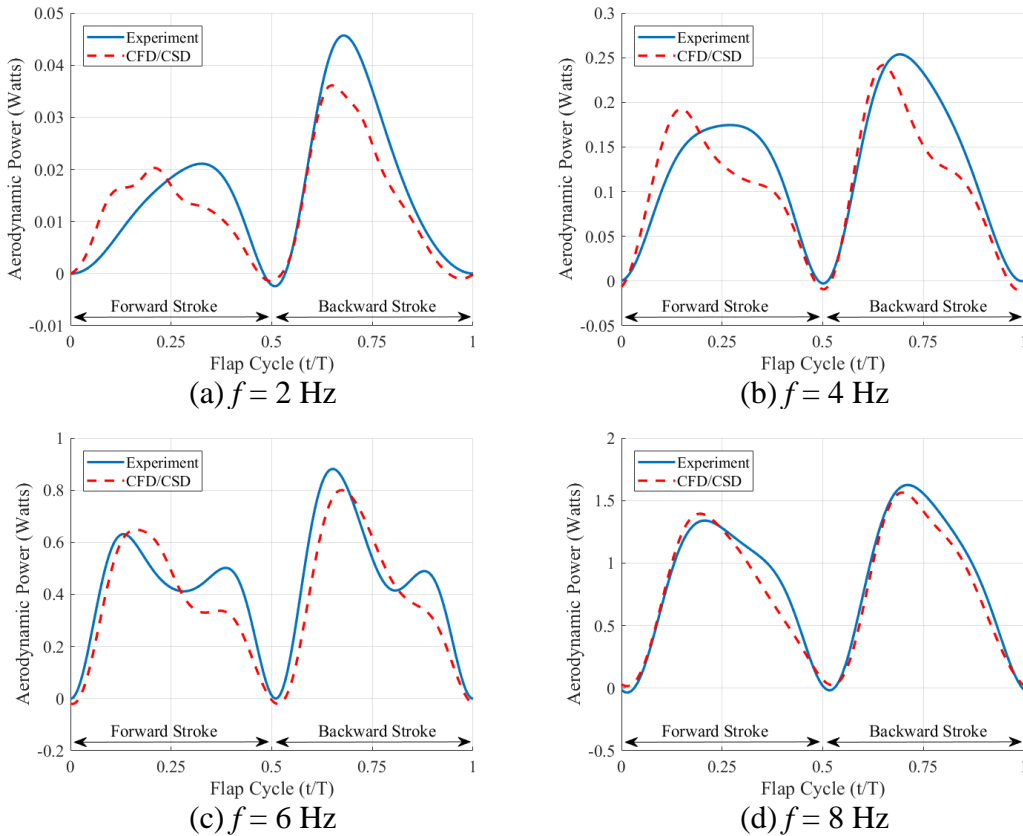 0.05
0.04
0.03
0.02
0.01
0
-0.01
Aerodynamic Power (Watts)
Experiment
CFD/CSD
Forward Stroke
Backward Stroke
0
0.25
0.5
0.75
1
Flap Cycle (t/T)
(a) f = 2 Hz
0.3
0.25
0.2
0.15
0.1
0.05
0
-0.05
Aerodynamic Power (Watts)
Experiment
CFD/CSD
Forward Stroke
Backward Stroke
0
0.25
0.5
0.75
1
Flap Cycle (t/T)
(b) f = 4 Hz
1
0.8
0.6
0.4
0.2
0
-0.2
Aerodynamic Power (Watts)
Experiment
CFD/CSD
Forward Stroke
Backward Stroke
0
0.25
0.5
0.75
1
Flap Cycle (t/T)
(c) f = 6 Hz
2
1.5
1
0.5
0
-0.5
Aerodynamic Power (Watts)
Experiment
CFD/CSD
Forward Stroke
Backward Stroke
0
0.25
0.5
0.75
1
Flap Cycle (t/T)
(d) f = 8 Hz